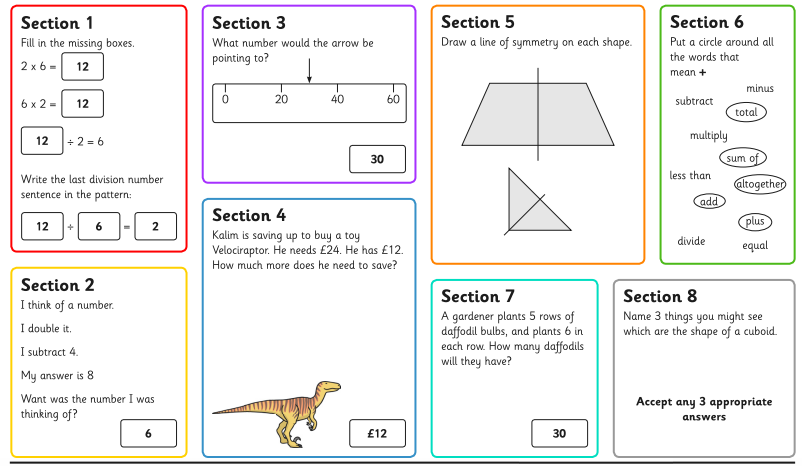 Section 1
Fill in the missing boxes.
2 x 6 = 12
6 x 2 = 12
12 ÷ 2 = 6
Write the last division number
sentence in the pattern:
12 ÷ 6 = 2
Section 2
I think of a number.
I double it.
I subtract 4.
My answer is 8
Want was the number I was
thinking of?
6
Section 3
What number would the arrow be
pointing to?
0 20 40 60
30
Section 4
Kalim is saving up to buy a toy
Velociraptor. He needs £24. He has £12.
How much more does he need to save?
£12
Section 5
Draw a line of symmetry on each shape.
Section 6
Put a circle around all
the words that
mean +
minus
subtract
total
multiply
sum of
less than
altogether
add
plus
divide
equal
Section 7
A gardener plants 5 rows of
daffodil bulbs, and plants 6 in
each row. How many daffodils
will they have?
30
Section 8
Name 3 things you might see
which are the shape of a cuboid.
Accept any 3 appropriate
answers